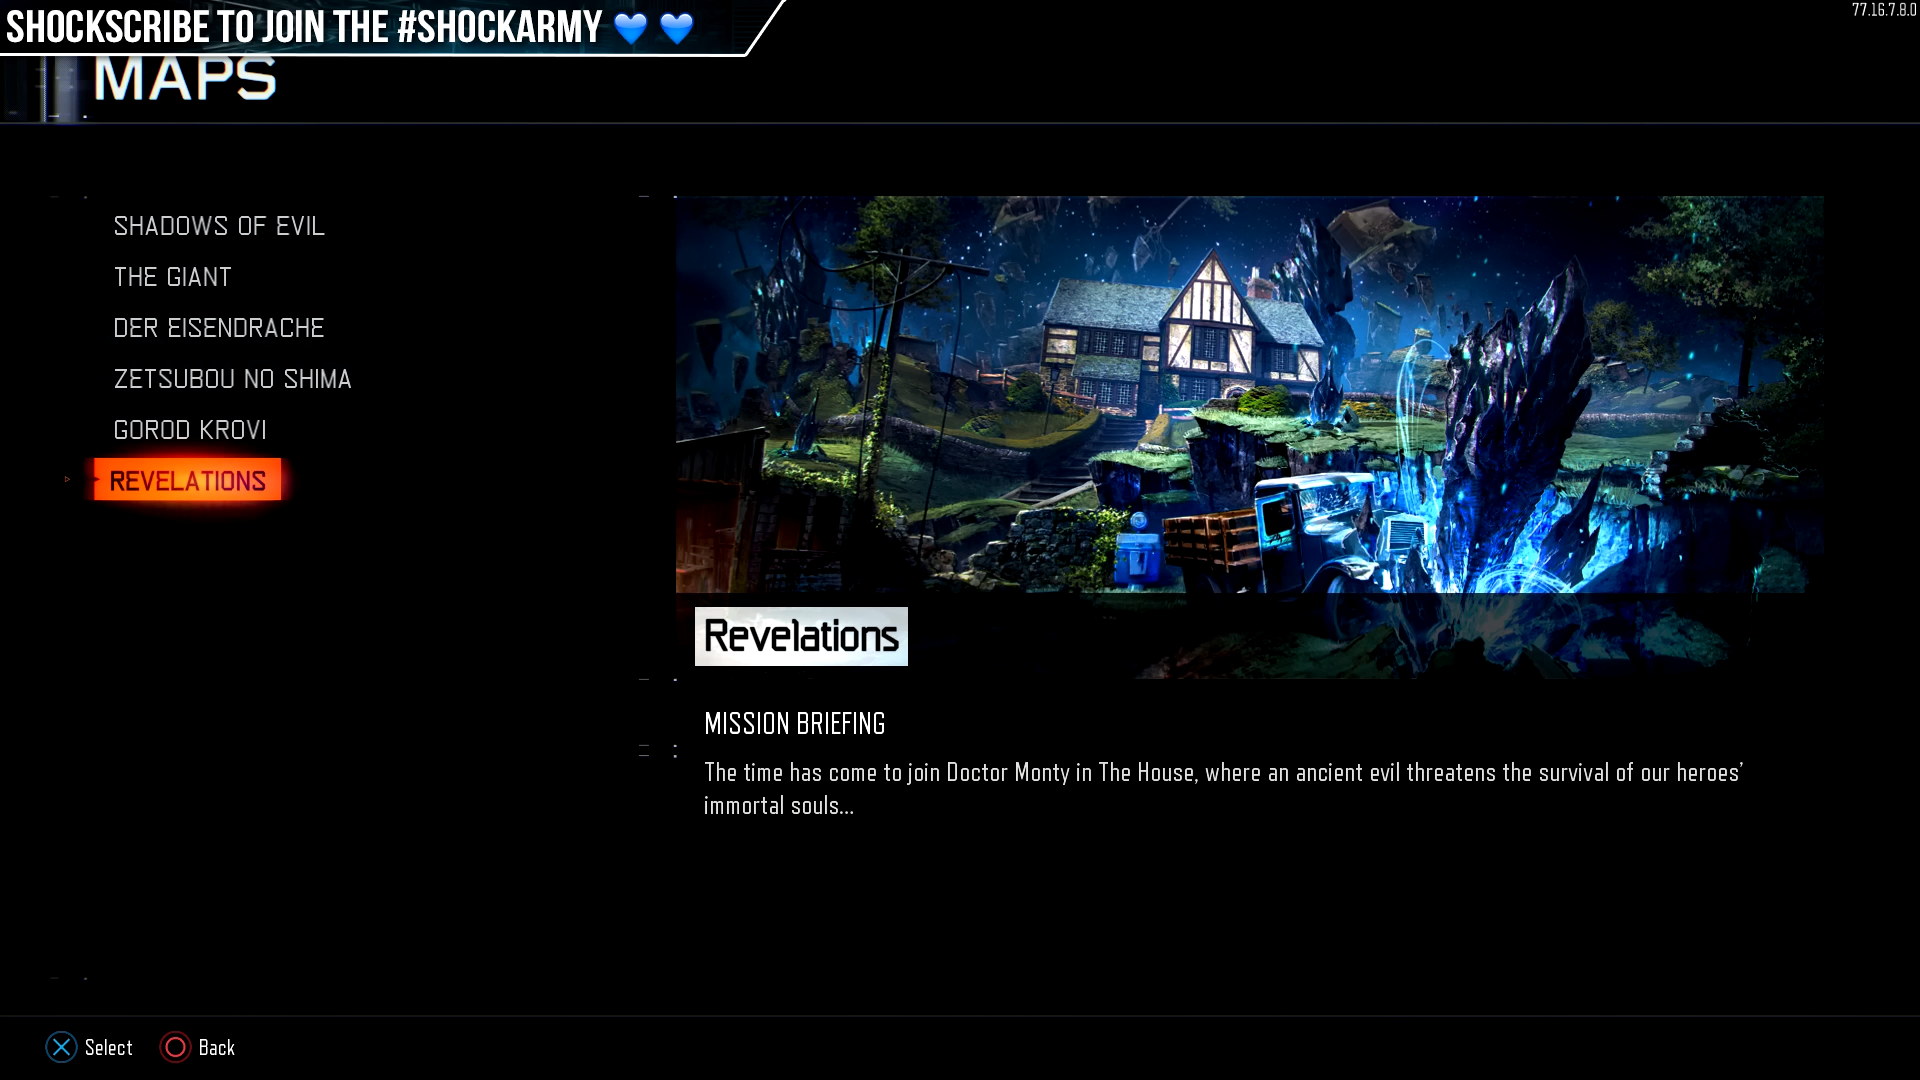 SHOCKSCRIBE TO JOIN THE #SHOCKARMY 💙 💙
77.16.7.8.0
MAPS
SHADOWS OF EVIL
THE GIANT
DER EISENDRACHE
ZETSUBOU NO SHIMA
GOROD KROVI
REVELATIONS
Revelations
MISSION BRIEFING
The time has come to join Doctor Monty in The House, where an ancient evil threatens the survival of our heroes’
immortal souls...
Select
Back